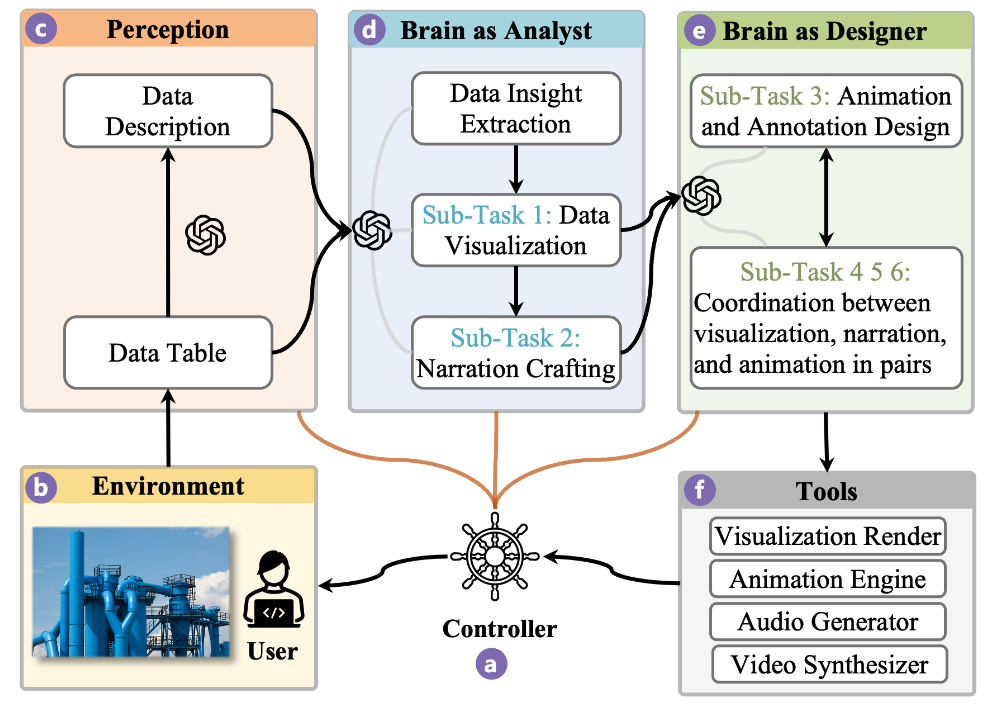 c Perception
Data
Description
Data Table
d Brain as Analyst
Data Insight
Extraction
Sub-Task 1: Data
Visualization
Sub-Task 2:
Narration Crafting
e Brain as Designer
Sub-Task 3: Animation
and Annotation Design
Sub-Task 4 5 6:
Coordination between
visualization, narration,
and animation in pairs
b Environment
</>
User
Controller
a
f Tools
Visualization Render
Animation Engine
Audio Generator
Video Synthesizer